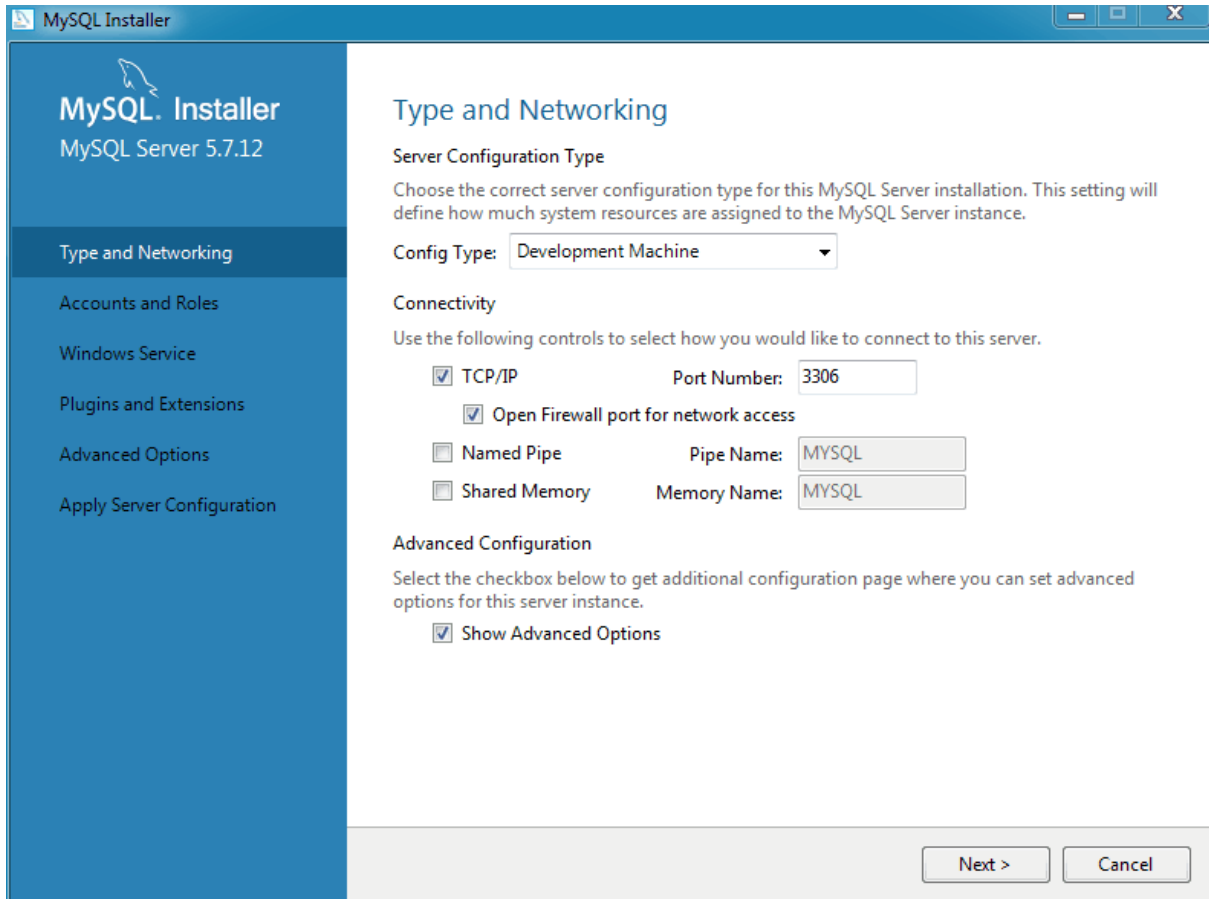 MySQL Installer
MySQL. Installer
MySQL Server 5.7.12
Type and Networking
Accounts and Roles
Windows Service
Plugins and Extensions
Advanced Options
Apply Server Configuration
Type and Networking
Server Configuration Type
Choose the correct server configuration type for this MySQL Server installation. This setting will
define how much system resources are assigned to the MySQL Server instance.
Config Type: Development Machine
Connectivity
Use the following controls to select how you would like to connect to this server.
TCP/IP Port Number: 3306
Open Firewall port for network access
Named Pipe Pipe Name: MYSQL
Shared Memory Memory Name: MYSQL
Advanced Configuration
Select the checkbox below to get additional configuration page where you can set advanced
options for this server instance.
Show Advanced Options
Next > Cancel